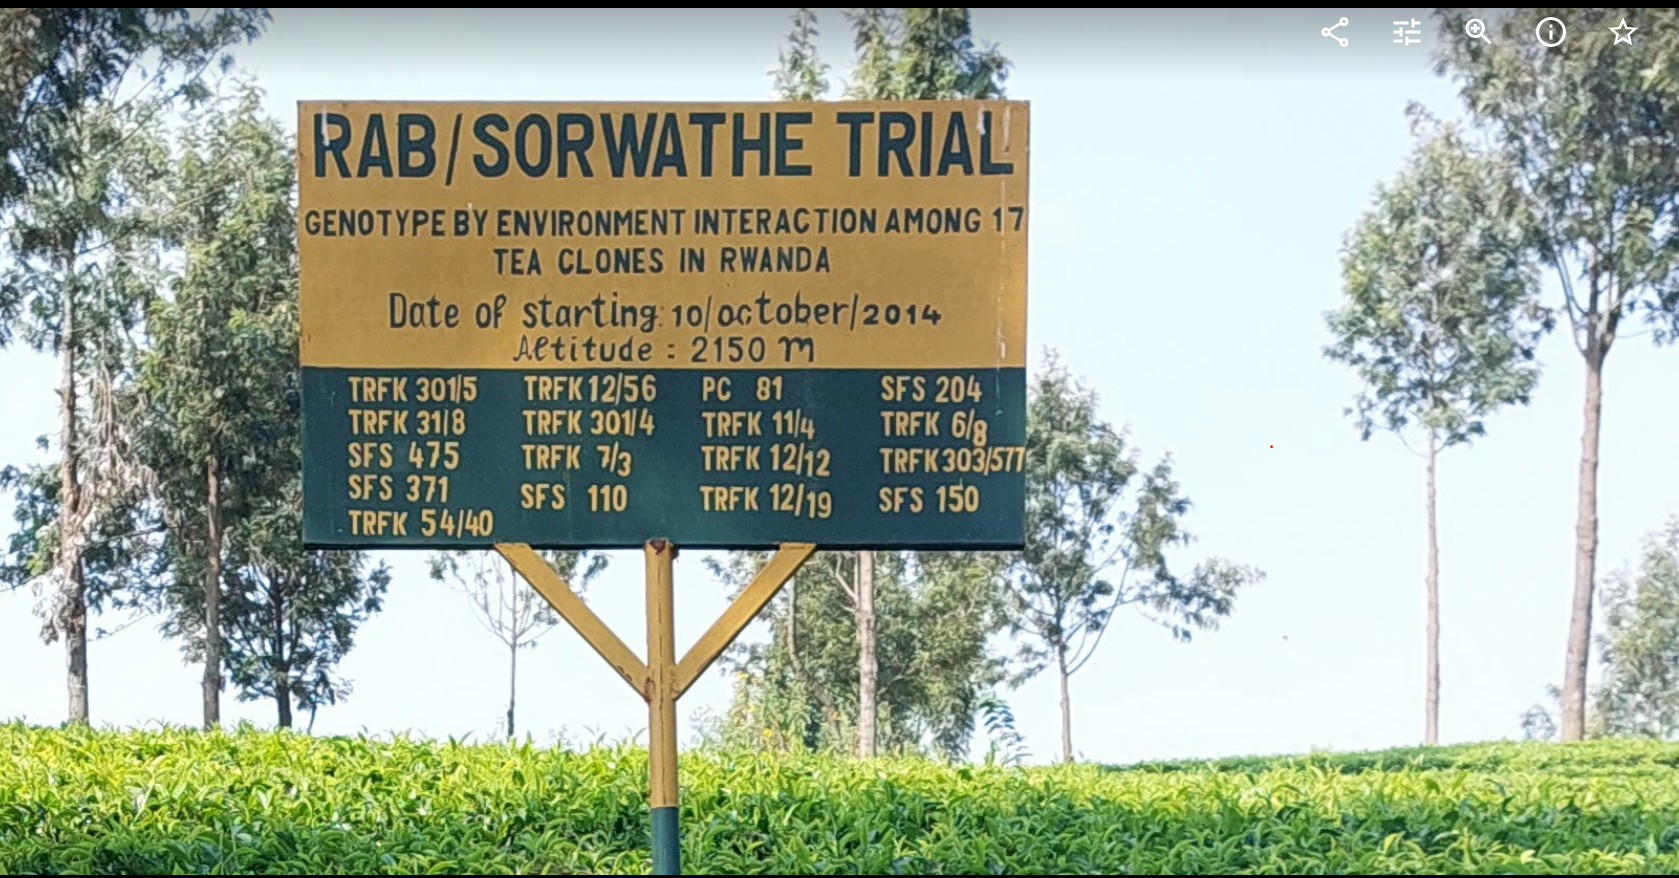 RAB/SORWATHE TRIAL
GENOTYPE BY ENVIRONMENT INTERACTION AMONG 17
TEA CLONES IN RWANDA
Date of starting: 10/october/2014
Altitude : 2150 m
TRFK 301/5 TRFK 12/56 PC 81 SFS 204
TRFK 31/8 TRFK 301/4 TRFK 11/4 TRFK 6/8
SFS 475 TRFK 7/3 TRFK 12/12 TRFK 303/577
SFS 371 SFS 110 TRFK 12/19 SFS 150
TRFK 54/40